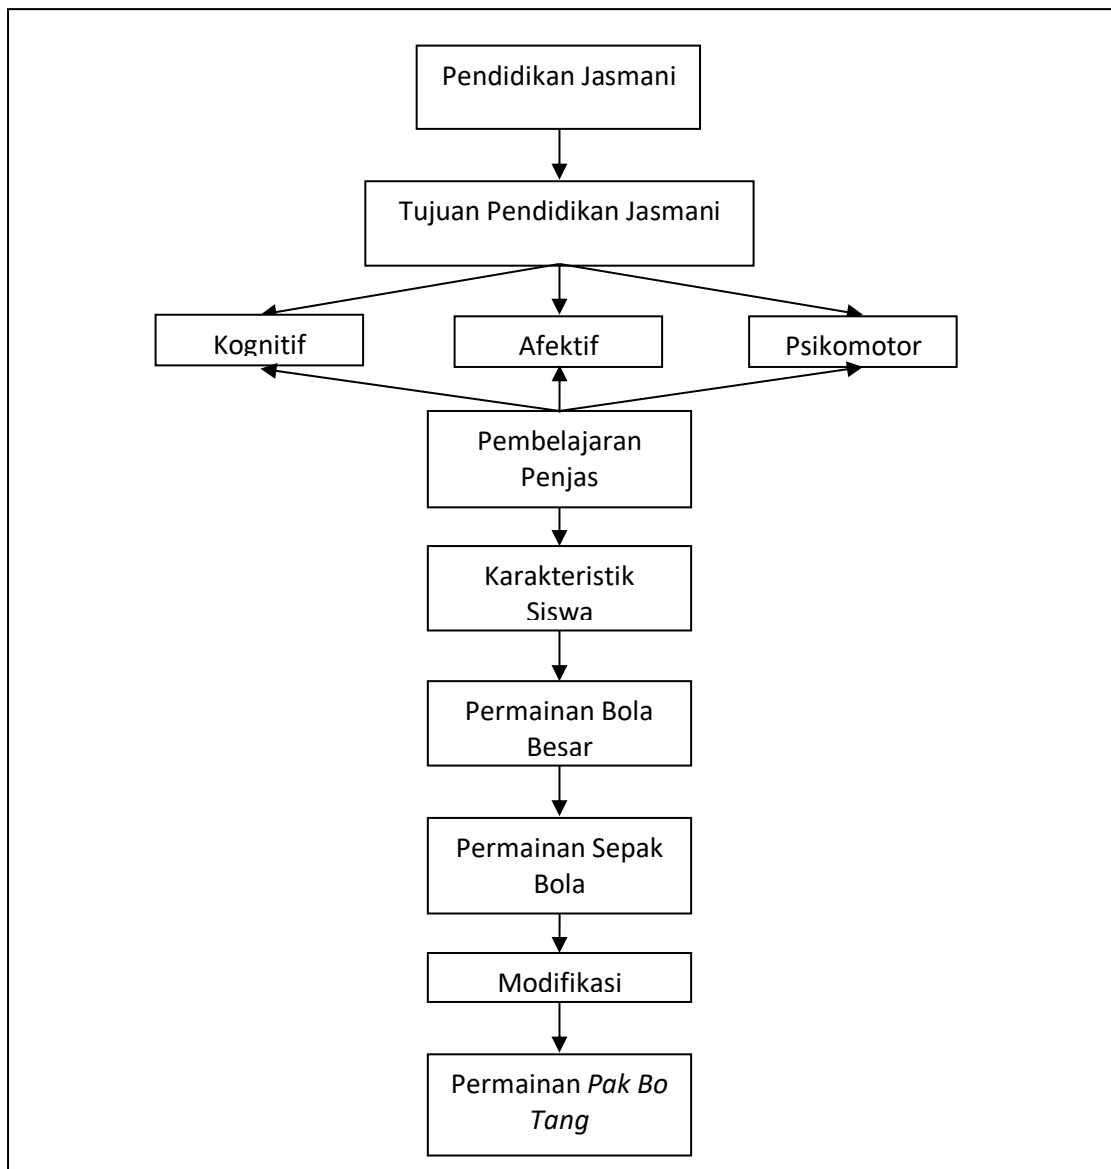 Pendidikan Jasmani
Tujuan Pendidikan Jasmani
Kognitif
Afektif
Psikomotor
Pembelajaran
Penjas
Karakteristik
Siswa
Permainan Bola
Besar
Permainan Sepak
Bola
Modifikasi
Permainan Pak Bo
Tang